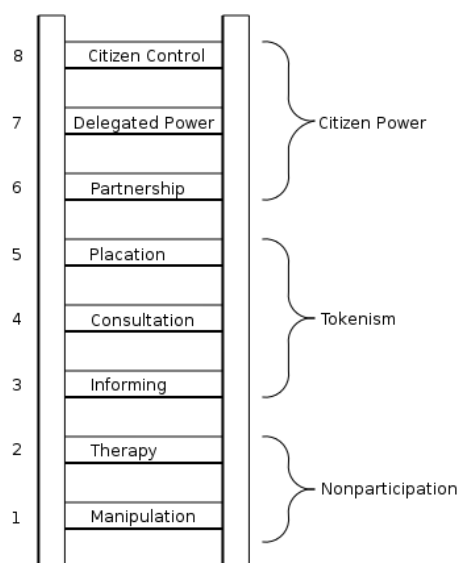 8 Citizen Control
7 Delegated Power Citizen Power
6 Partnership
5 Placation
4 Consultation Tokenism
3 Informing
2 Therapy
Nonparticipation
1 Manipulation